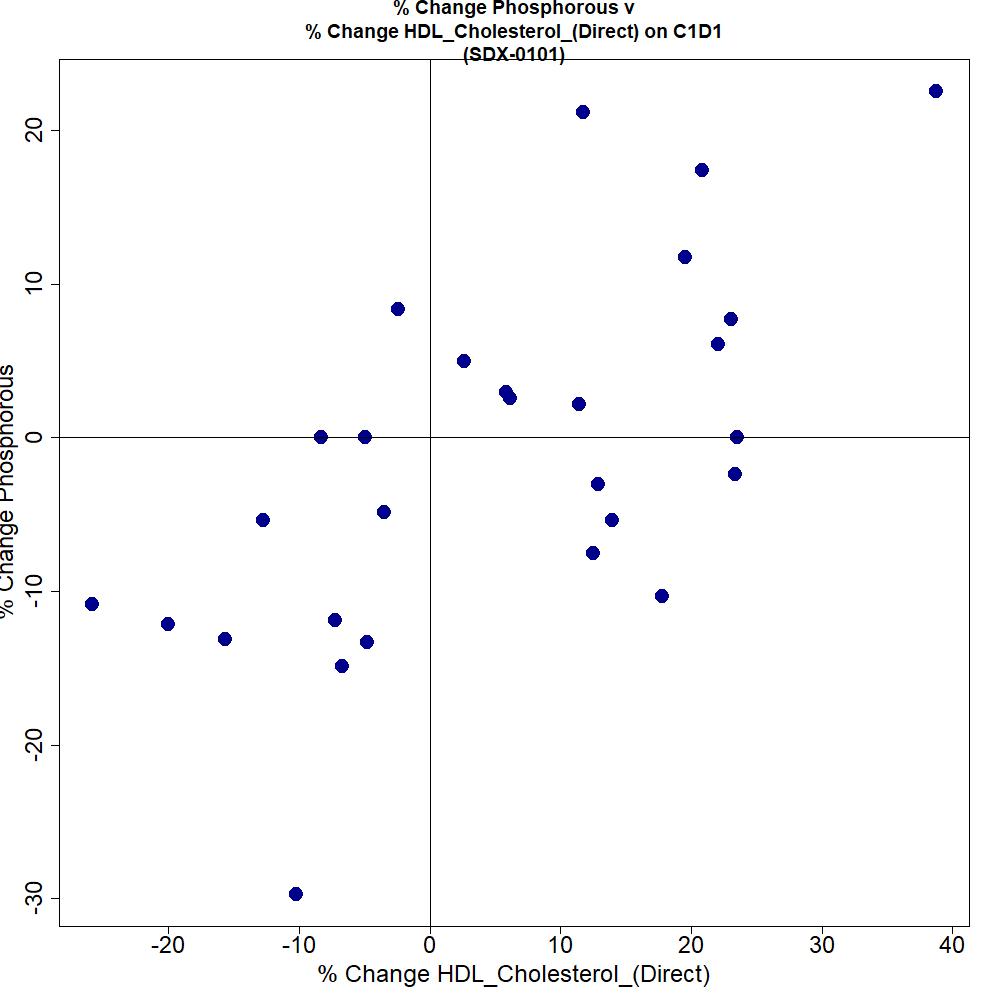 % Change Phosphorous v
% Change HDL_Cholesterol_(Direct) on C1D1
(SDX-0101)
20
10
0
-10
-20
-30
% Change Phosphorous
-20
-10
0
10
20
30
40
% Change HDL_Cholesterol_(Direct)